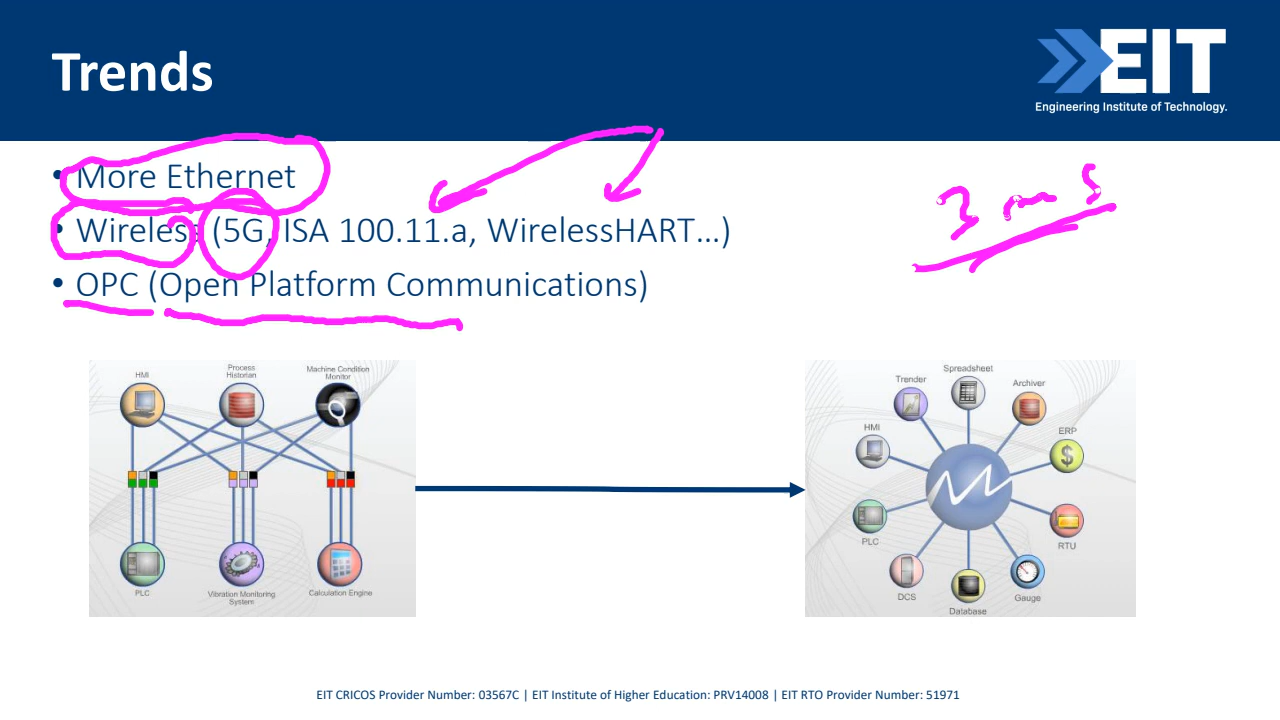 Trends
EIT
Engineering Institute of Technology.
• More Ethernet
• Wireless (5G, ISA 100.11.a, WirelessHART...)
• OPC (Open Platform Communications)
3 ms
HMI
Process
Historian
Machine Condition
Monitor
PLC
Vibration Monitoring
System
Calculation Engine
Spreadsheet
Trender
Archiver
HMI
ERP
$
PLC
RTU
DCS
Gauge
Database
EIT CRICOS Provider Number: 03567C | EIT Institute of Higher Education: PRV14008 | EIT RTO Provider Number: 51971